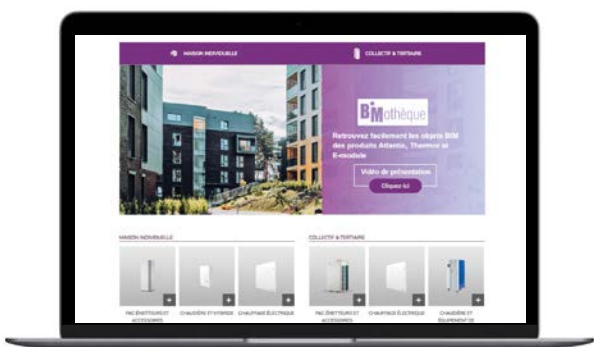 MAISON INDIVIDUELLE
COLLECTIF & TERTIAIRE
BIMothèque
Retrouvez facilement les objets BIM
des produits Atlantic, Thermor et
E-module
Vidéo de présentation
Cliquez ici
MAISON INDIVIDUELLE
COLLECTIF & TERTIAIRE
PAC ÉMETTEURS ET
ACCESSOIRES
CHAUDIÈRE ET HYBRIDE
CHAUFFAGE ÉLECTRIQUE
PAC ÉMETTEURS ET
ACCESSOIRES
CHAUFFAGE ÉLECTRIQUE
CHAUDIÈRE ET
ÉQUIPEMENT DE